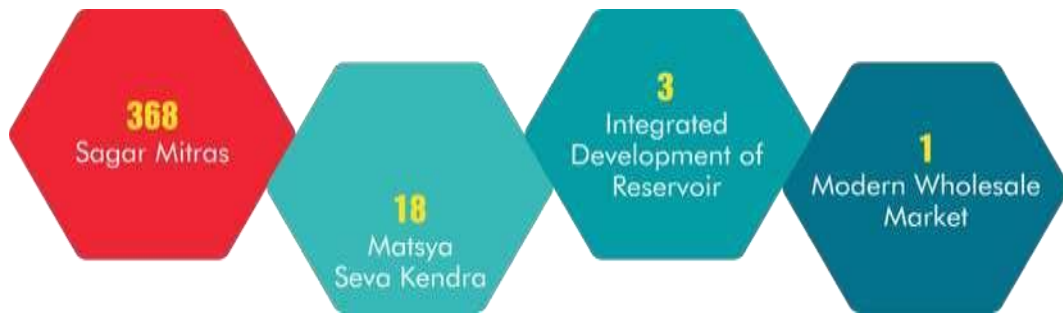 368
Sagar Mitras
18
Matsya
Seva Kendra
3
Integrated
Development of
Reservoir
1
Modern Wholesale
Market